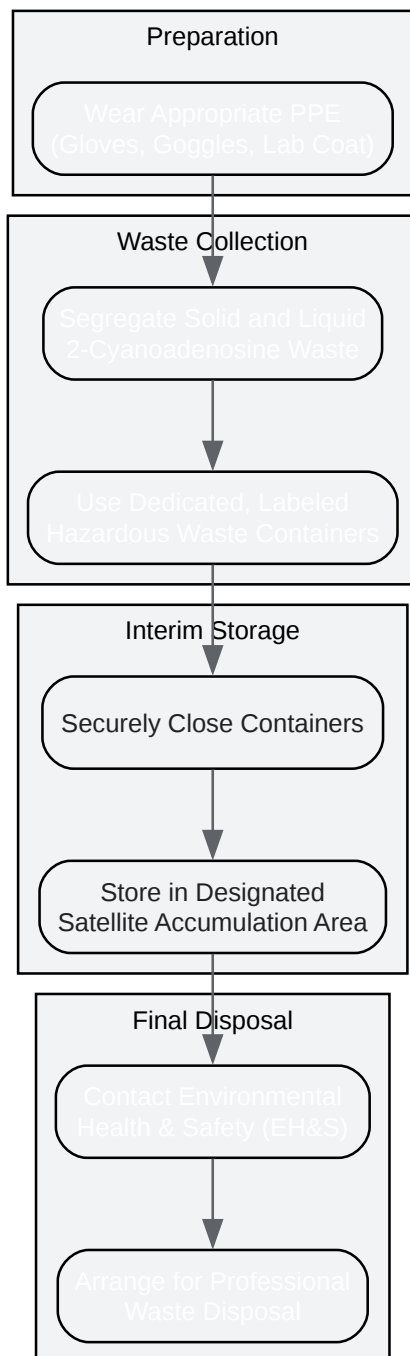 Preparation
Wear Appropriate PPE
(Gloves, Goggles, Lab Coat)
Waste Collection
Segregate Solid and Liquid
2-Cyanoadenosine Waste
Use Dedicated, Labeled
Hazardous Waste Containers
Interim Storage
Securely Close Containers
Store in Designated
Satellite Accumulation Area
Final Disposal
Contact Environmental
Health & Safety (EH&S)
Arrange for Professional
Waste Disposal